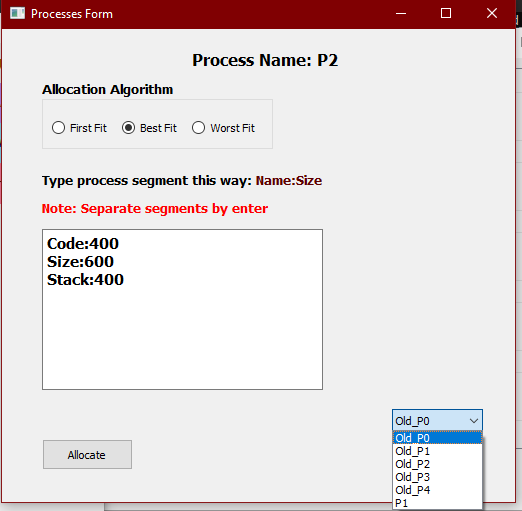 Processes Form
Process Name: P2
Allocation Algorithm
First Fit Best Fit Worst Fit
Type process segment this way: Name:Size
Note: Separate segments by enter
Code:400
Size:600
Stack:400
Old_P0
Old_P0
Old_P1
Old_P2
Old_P3
Old_P4
P1
Allocate